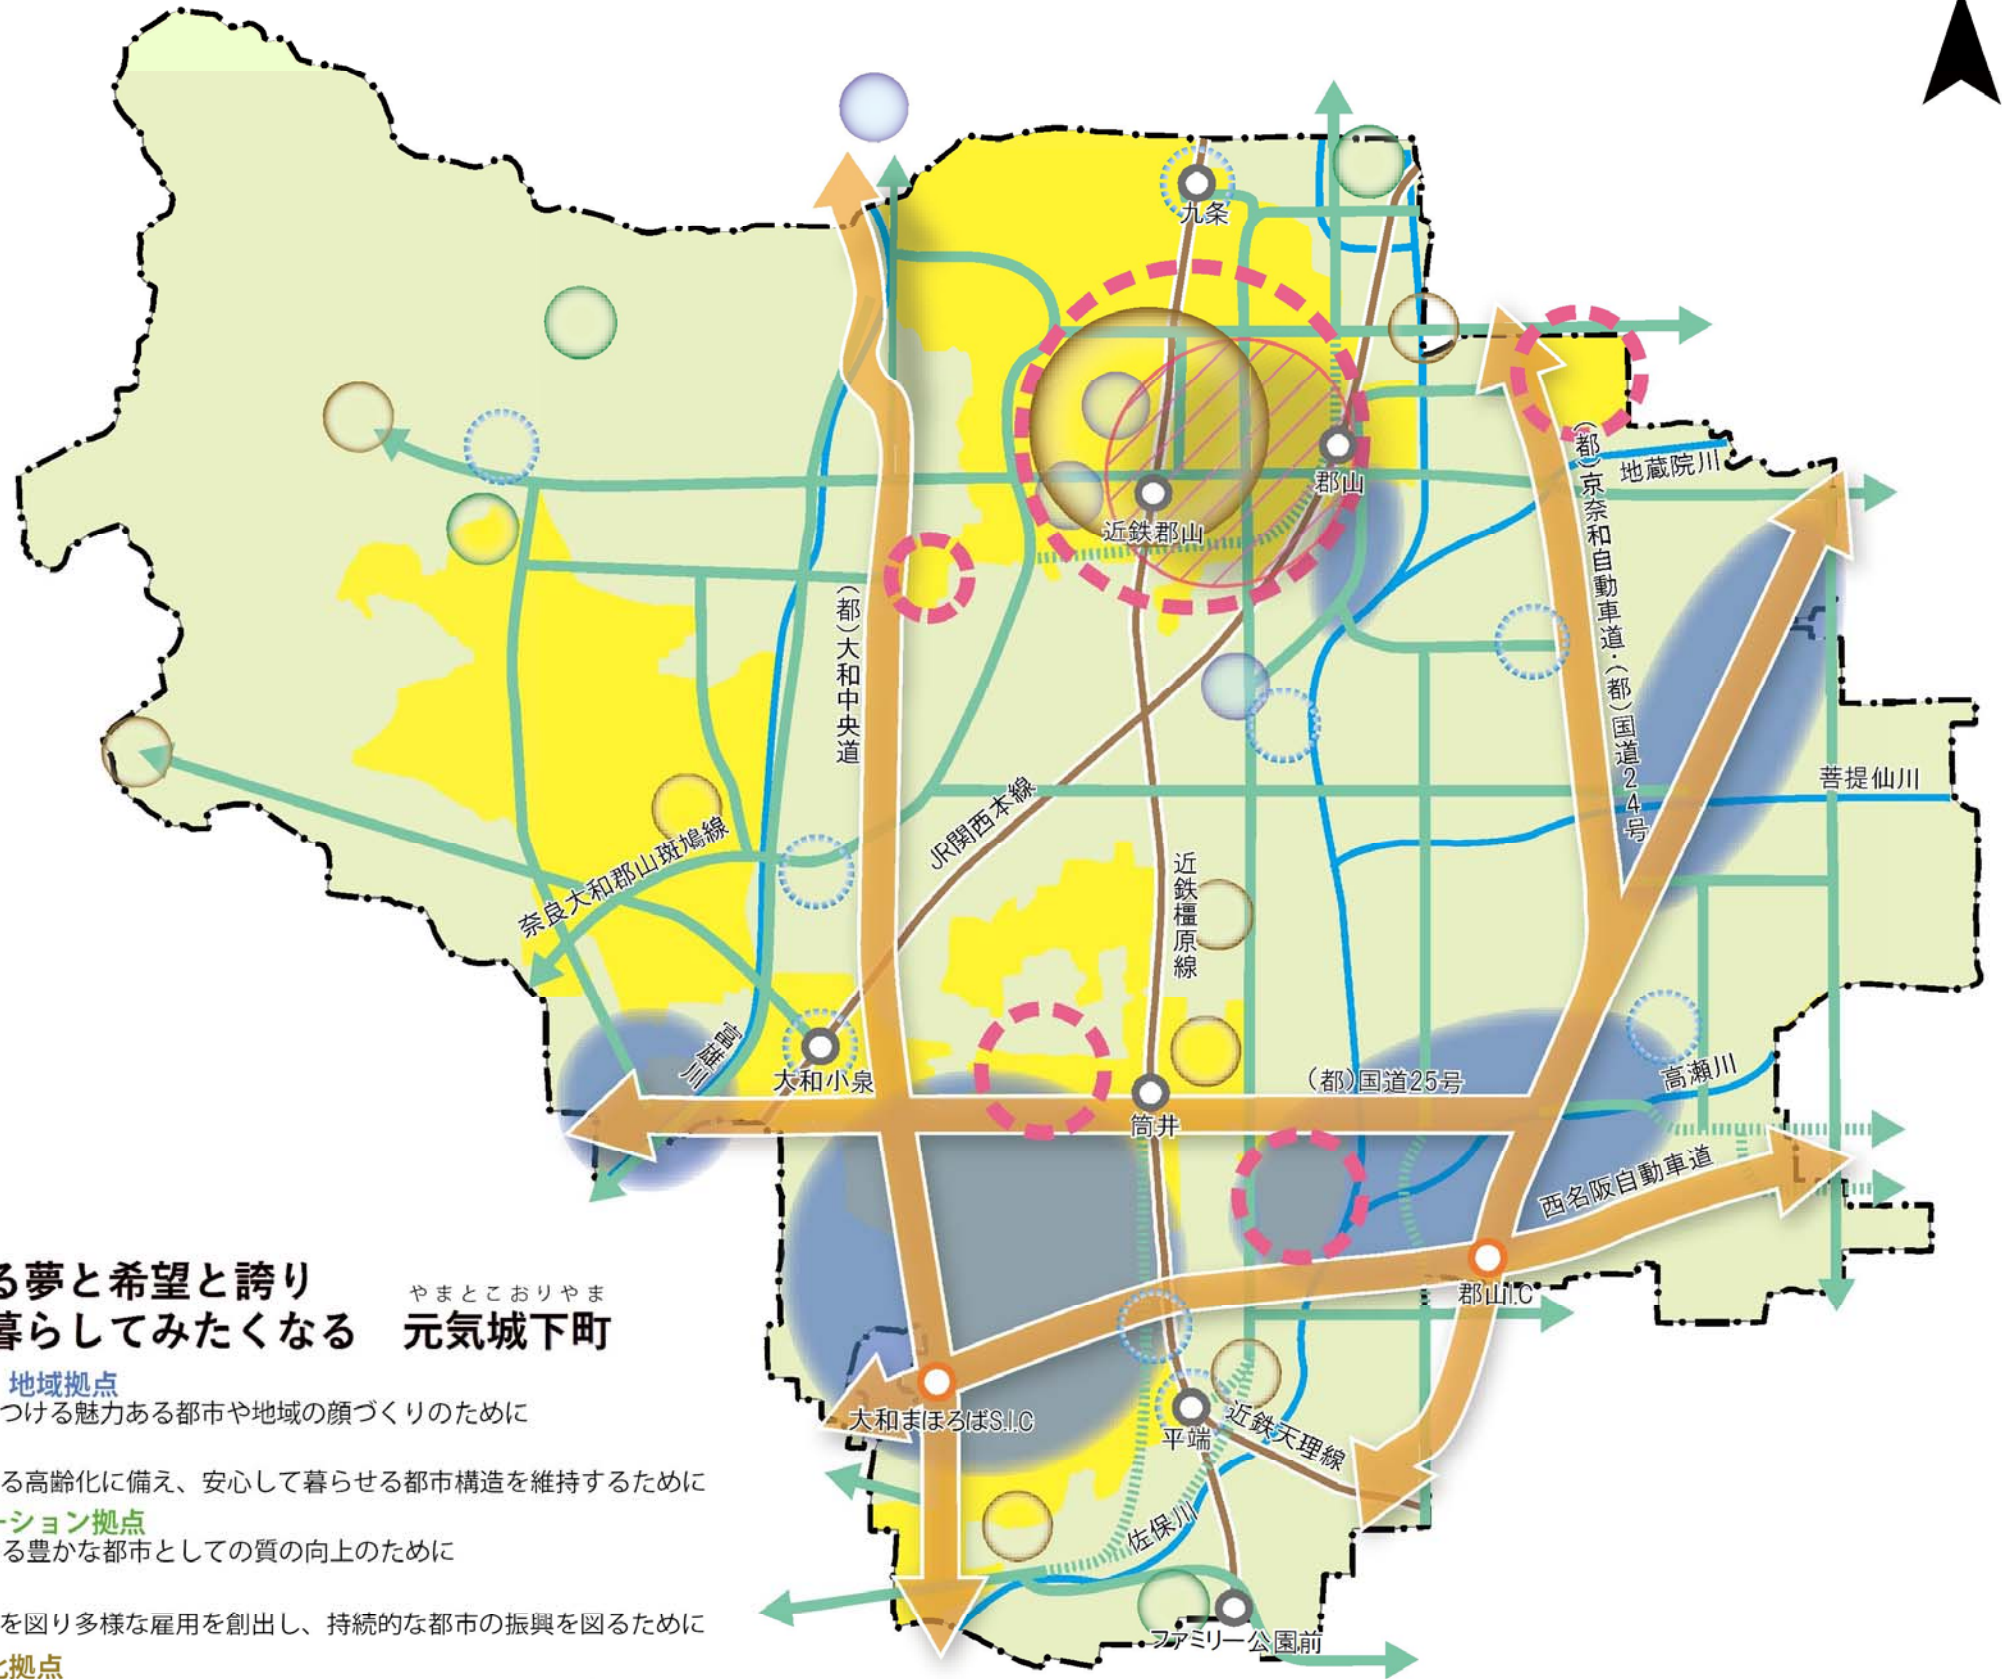 九条
(都)京奈和自動車道・(都)国道24号
地蔵院川
郡山
近鉄郡山
(都)大和中央道
菩提仙川
JR関西本線
奈良大和郡山斑鳩線
近鉄橿原線
富雄川
大和小泉
(都)国道25号
高瀬川
筒井
西名阪自動車道
郡山I.C
大和まほろばS.I.C
平端
近鉄天理線
佐保川
ファミリー公園前
る夢と希望と誇り
やまとこおりやま
暮らしてみたくなる 元気城下町
地域拠点
つける魅力ある都市や地域の顔づくりのために
る高齢化に備え、安心して暮らせる都市構造を維持するために
ーション拠点
る豊かな都市としての質の向上のために
を図り多様な雇用を創出し、持続的な都市の振興を図るために
化拠点